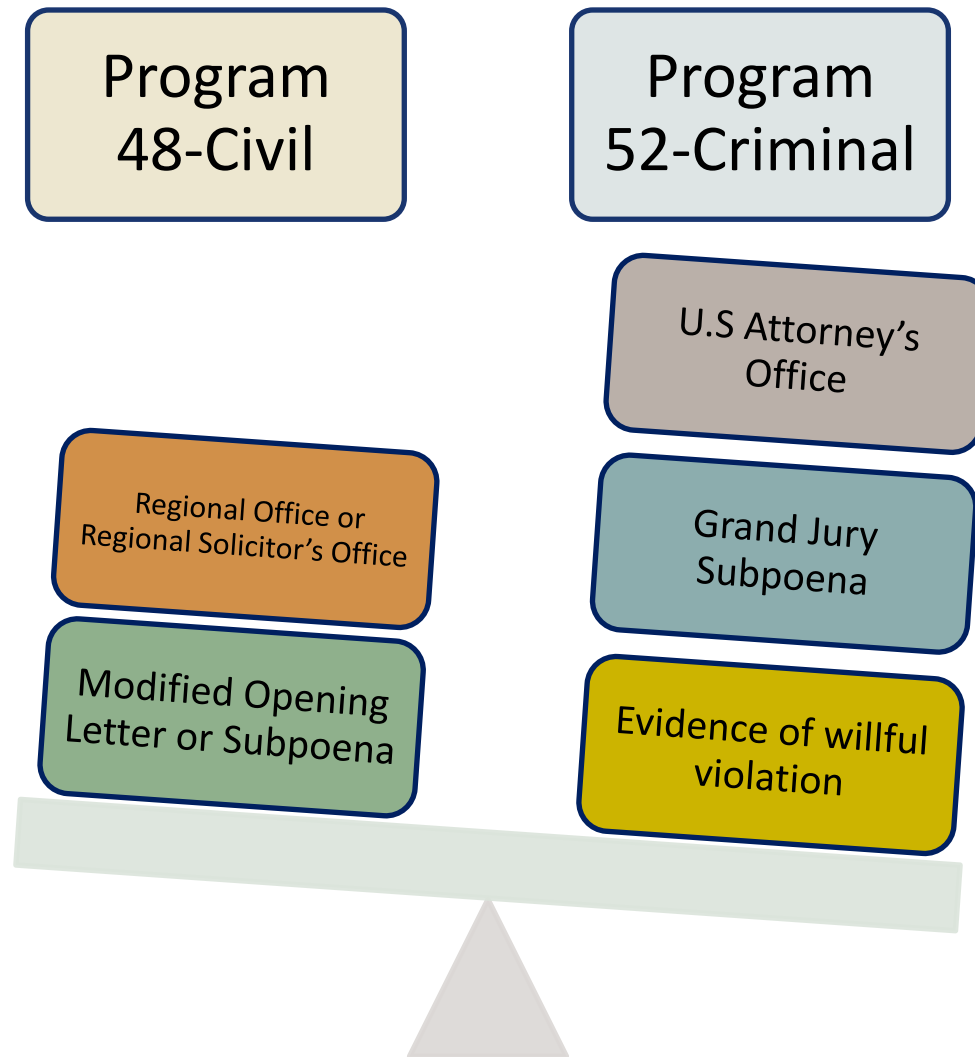 Program
48-Civil
Program
52-Criminal
U.S Attorney’s
Office
Regional Office or
Regional Solicitor’s Office
Grand Jury
Subpoena
Modified Opening
Letter or Subpoena
Evidence of willful
violation